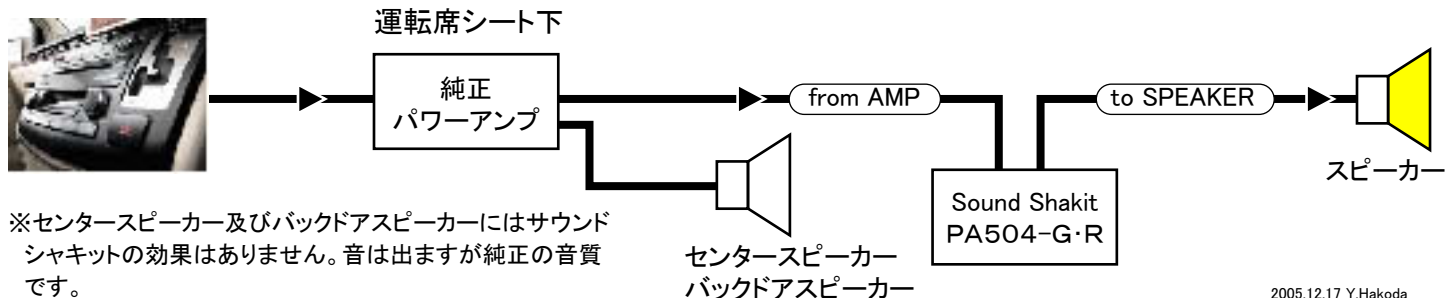 運転席シート下
純正
パワーアンプ
from AMP
to SPEAKER
スピーカー
Sound Shakit
PA504-G・R
センタースピーカー
バックドアスピーカー
※センタースピーカー及びバックドアスピーカーにはサウンド
シャキットの効果はありません。音は出ますが純正の音質
です。
2005.12.17 Y.Hakoda